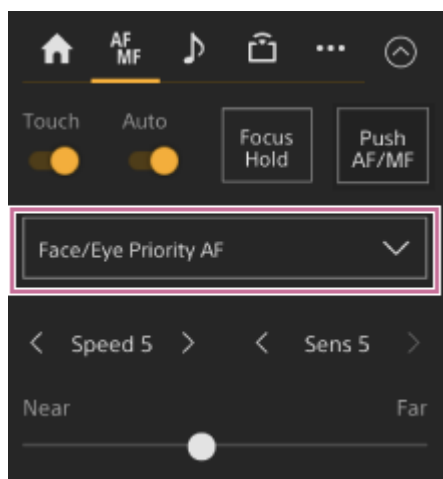 AF
MF
Touch Auto
Focus
Hold
Push
AF/MF
Face/Eye Priority AF
Speed 5
Sens 5
Near
Far